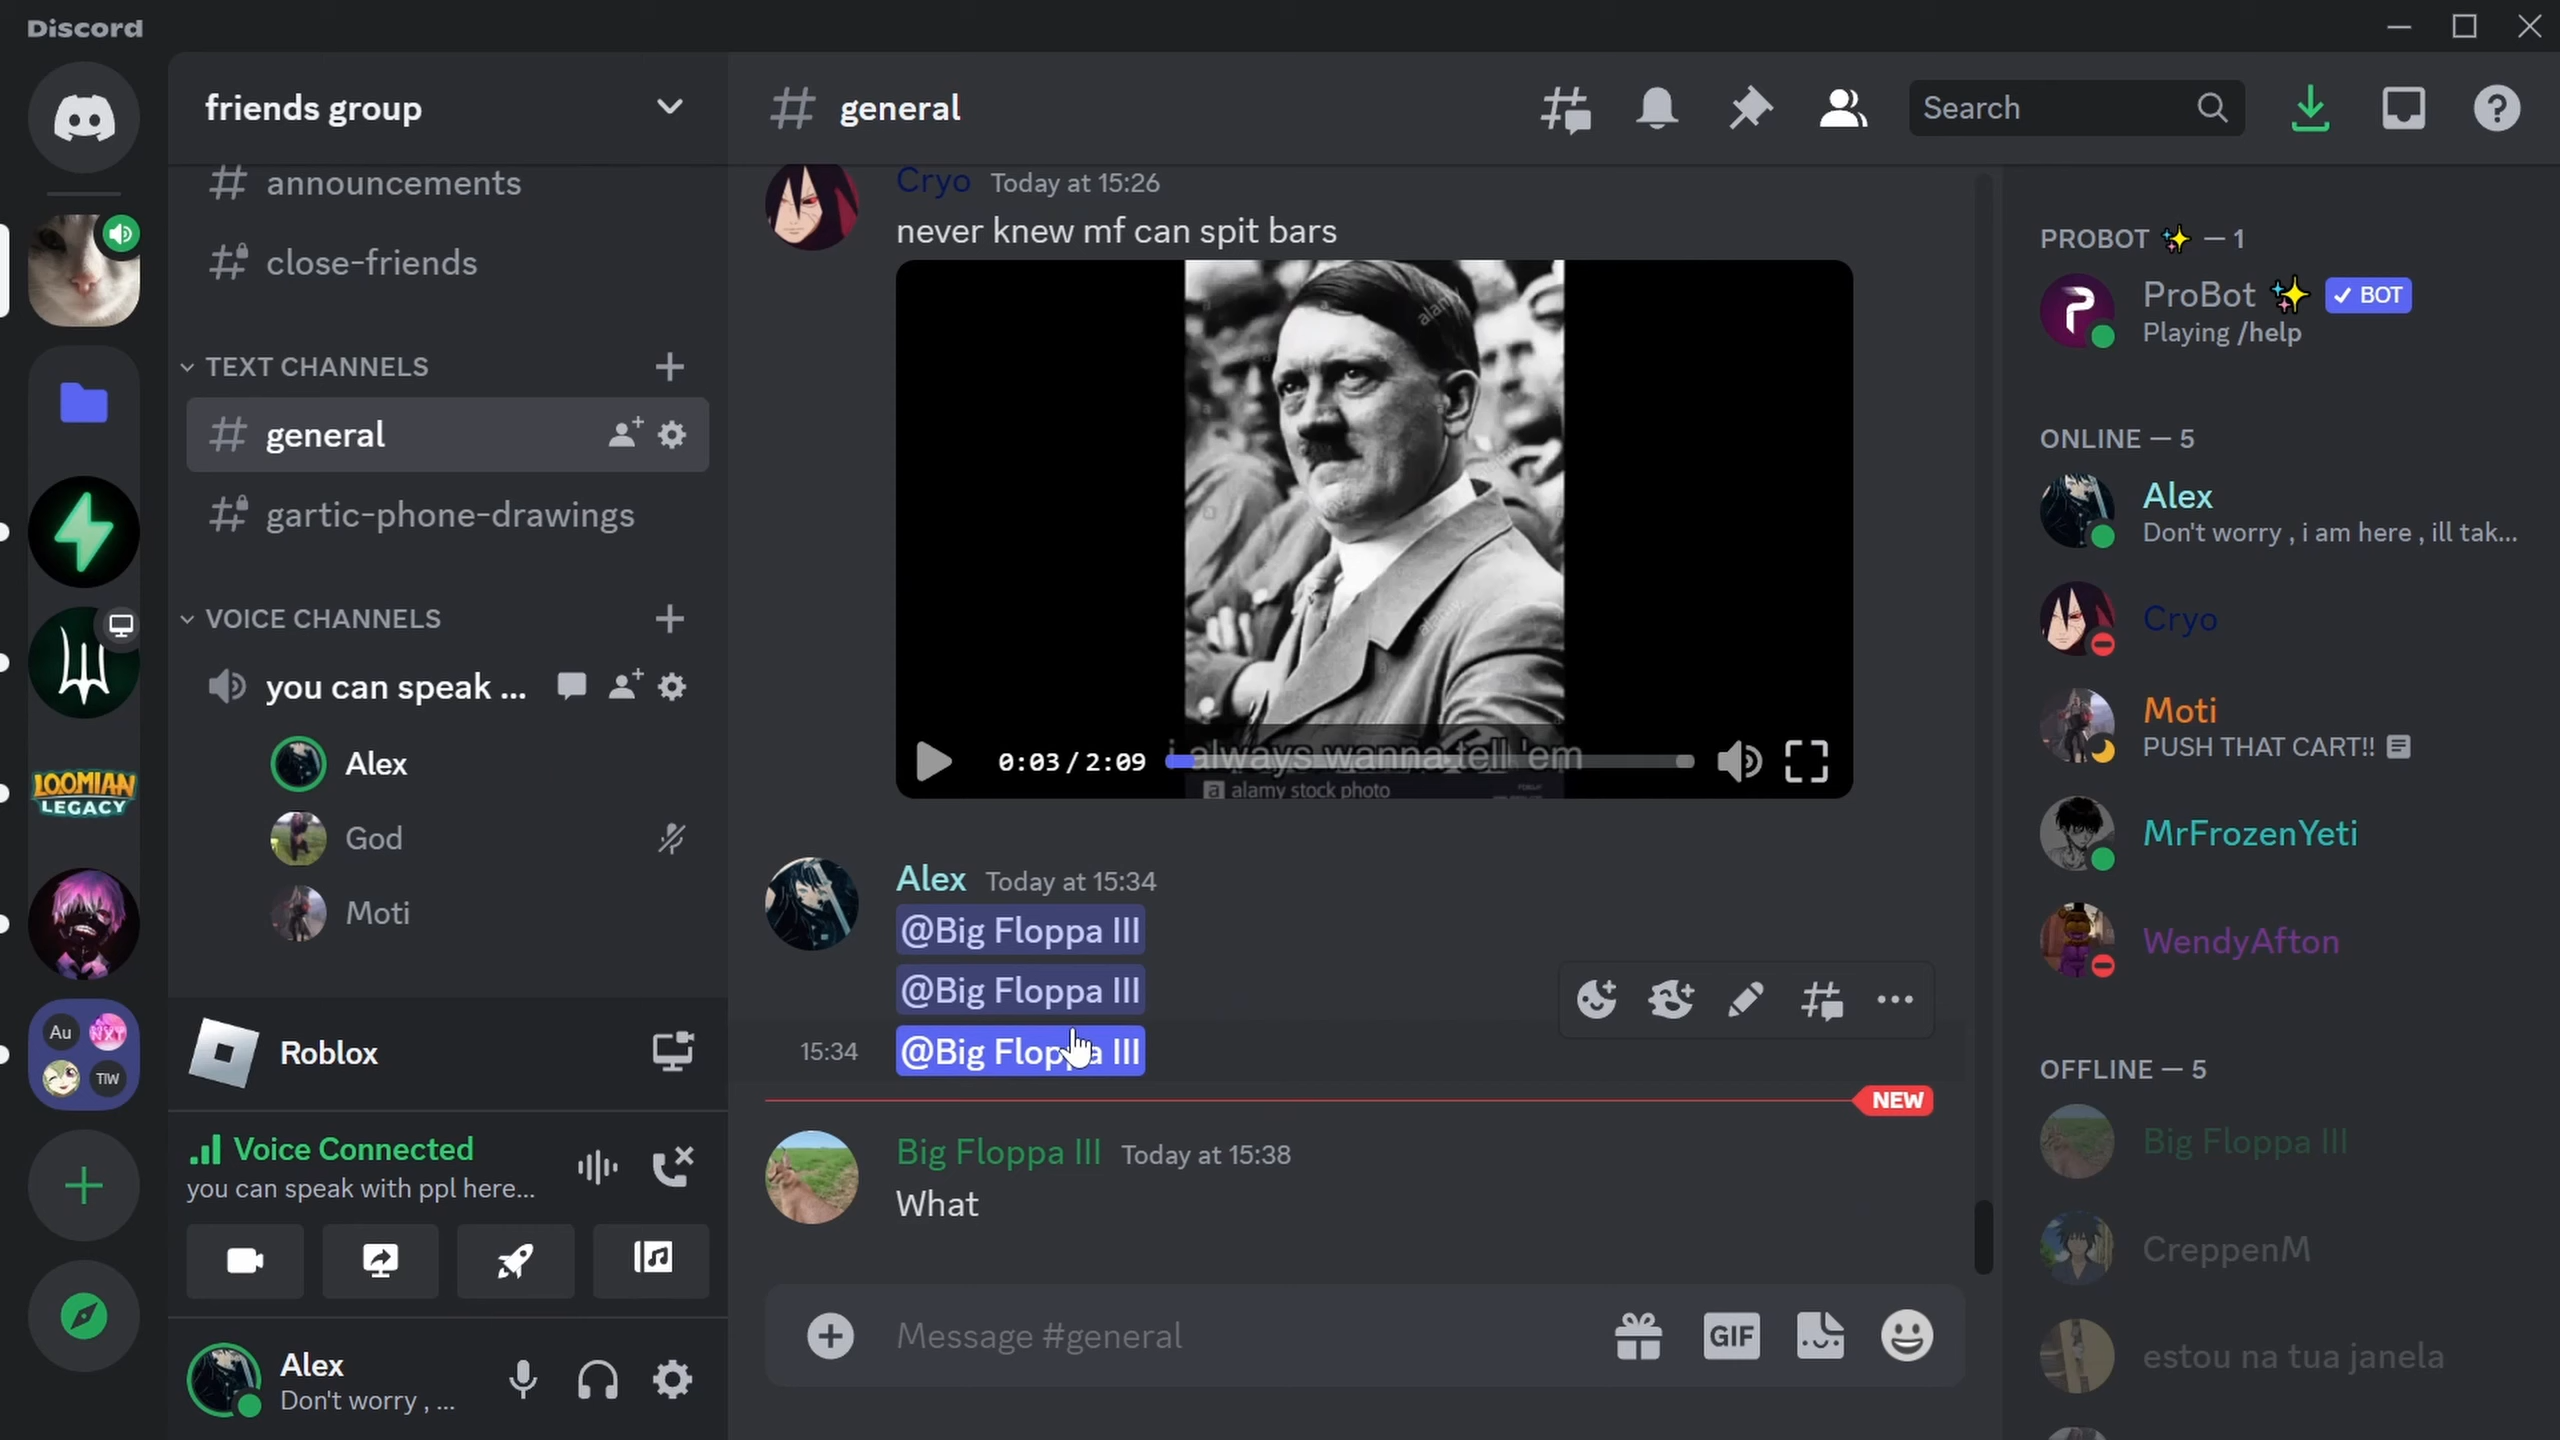 Discord
friends group
announcements
close-friends
TEXT CHANNELS
general
gartic-phone-drawings
VOICE CHANNELS
you can speak ...
Alex
God
Moti
LOOMIAN
LEGACY
Au
TIW
Roblox
Voice Connected
you can speak with ppl here...
Alex
Don't worry , ...
general
Search
Cryo Today at 15:26
never knew mf can spit bars
alamy
0:03 / 2:09
i always wanna tell 'em
a alamy stock photo
Alex Today at 15:34
@Big Floppa III
@Big Floppa III
15:34 @Big Floppa III
NEW
Big Floppa III Today at 15:38
What
Message #general
GIF
PROBOT ✨ — 1
ProBot ✨ ✓ BOT
Playing /help
ONLINE — 5
Alex
Don't worry , i am here , ill tak...
Cryo
Moti
PUSH THAT CART!!
MrFrozenYeti
WendyAfton
OFFLINE — 5
Big Floppa III
CreppenM
estou na tua janela